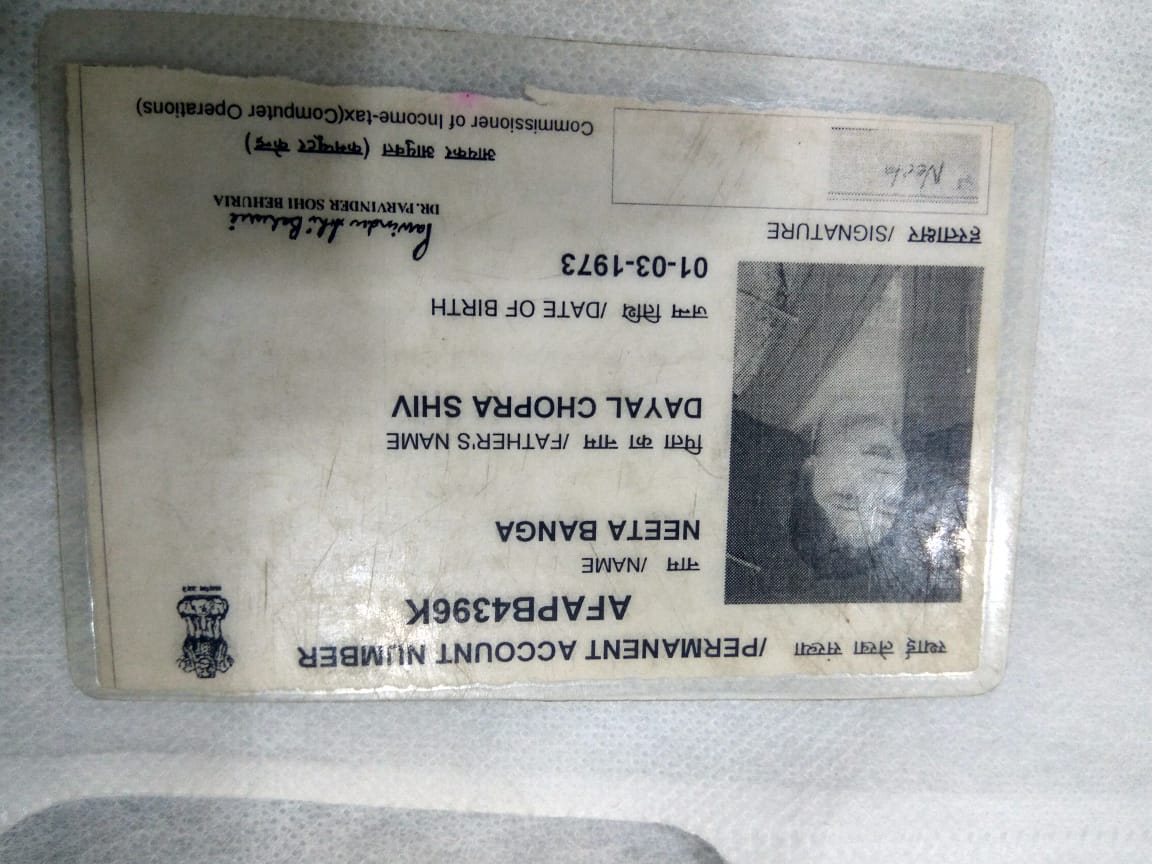 स्थाई लेखा संख्या /PERMANENT ACCOUNT NUMBER
AFAPB4396K
नाम /NAME
NEETA BANGA
पिता का नाम /FATHER'S NAME
DAYAL CHOPRA SHIV
जन्म तिथि /DATE OF BIRTH
01-03-1973
हस्ताक्षर /SIGNATURE
Neeta
DR.PARVINDER SOHI BEHURIA
आयकर आयुक्त (कम्प्यूटर केन्द्र)
Commissioner of Income-tax(Computer Operations)